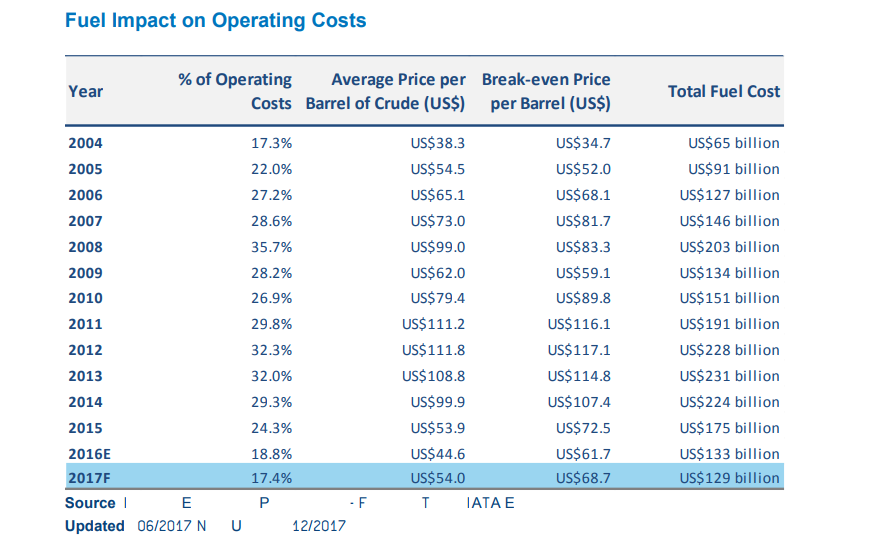 Fuel Impact on Operating Costs
Year % of Operating Costs Average Price per Barrel of Crude (US$) Break-even Price per Barrel (US$) Total Fuel Cost
2004 17.3% US$38.3 US$34.7 US$65 billion
2005 22.0% US$54.5 US$52.0 US$91 billion
2006 27.2% US$65.1 US$68.1 US$127 billion
2007 28.6% US$73.0 US$81.7 US$146 billion
2008 35.7% US$99.0 US$83.3 US$203 billion
2009 28.2% US$62.0 US$59.1 US$134 billion
2010 26.9% US$79.4 US$89.8 US$151 billion
2011 29.8% US$111.2 US$116.1 US$191 billion
2012 32.3% US$111.8 US$117.1 US$228 billion
2013 32.0% US$108.8 US$114.8 US$231 billion
2014 29.3% US$99.9 US$107.4 US$224 billion
2015 24.3% US$53.9 US$72.5 US$175 billion
2016E 18.8% US$44.6 US$61.7 US$133 billion
2017F 17.4% US$54.0 US$68.7 US$129 billion
Source I E P - F T IATA E
Updated 06/2017 N U 12/2017